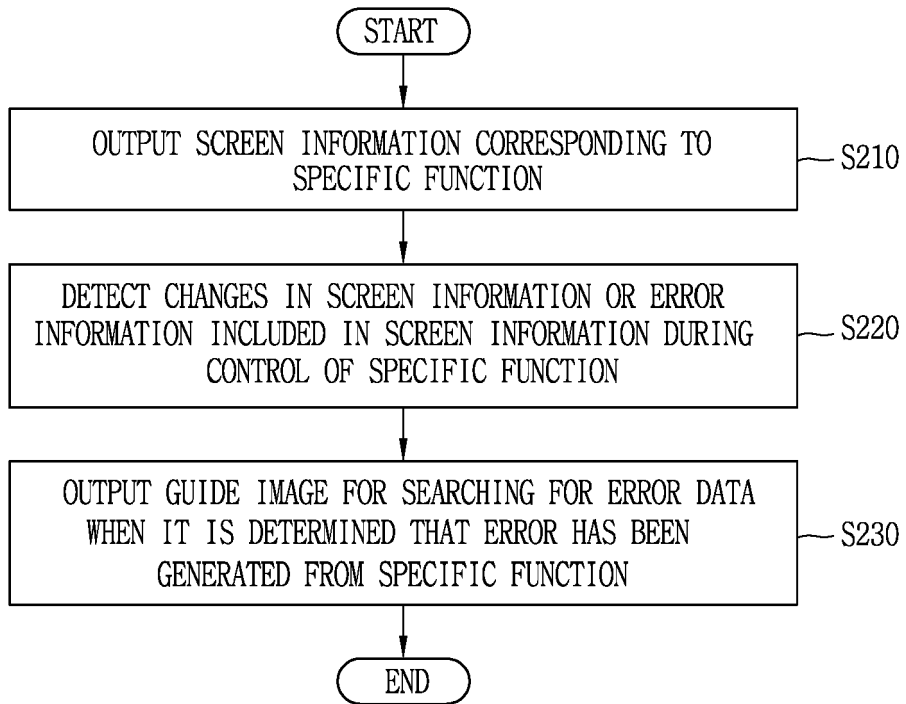 START
OUTPUT SCREEN INFORMATION CORRESPONDING TO
SPECIFIC FUNCTION
S210
DETECT CHANGES IN SCREEN INFORMATION OR ERROR
INFORMATION INCLUDED IN SCREEN INFORMATION DURING
CONTROL OF SPECIFIC FUNCTION
S220
OUTPUT GUIDE IMAGE FOR SEARCHING FOR ERROR DATA
WHEN IT IS DETERMINED THAT ERROR HAS BEEN
GENERATED FROM SPECIFIC FUNCTION
S230
END